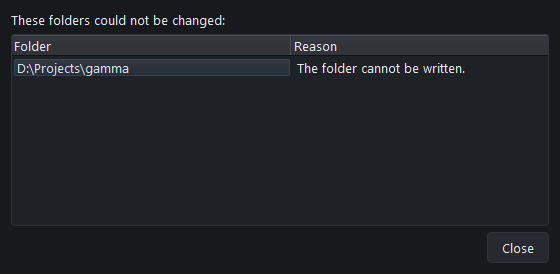 These folders could not be changed:
Folder Reason
D:\Projects\gamma The folder cannot be written.
Close